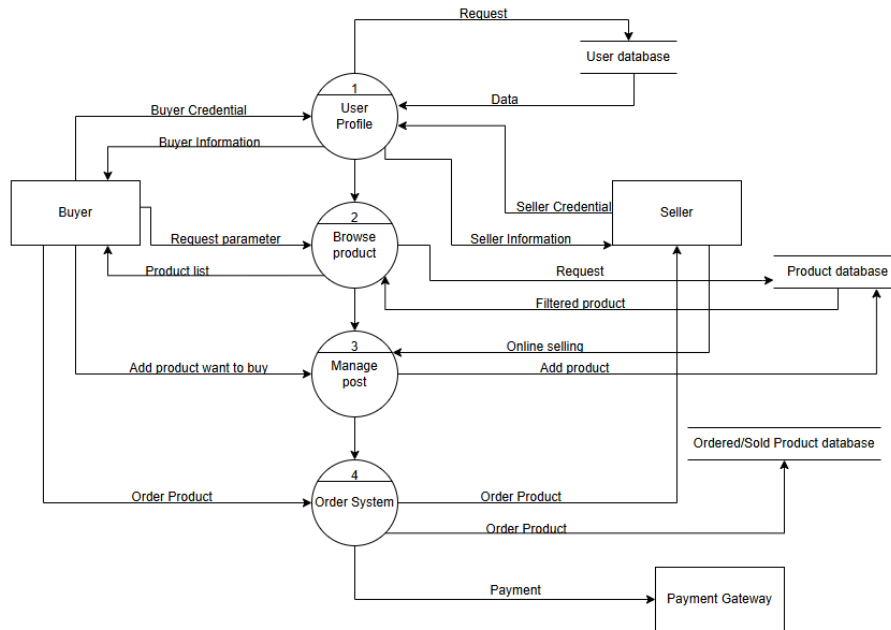 Request
User database
1
User
Profile
Data
Buyer Credential
Buyer Information
Buyer
Seller Credential
Seller
2
Browse
product
Request parameter
Seller Information
Product list
Request
Product database
Filtered product
3
Manage
post
Online selling
Add product want to buy
Add product
Ordered/Sold Product database
4
Order System
Order Product
Order Product
Order Product
Payment
Payment Gateway